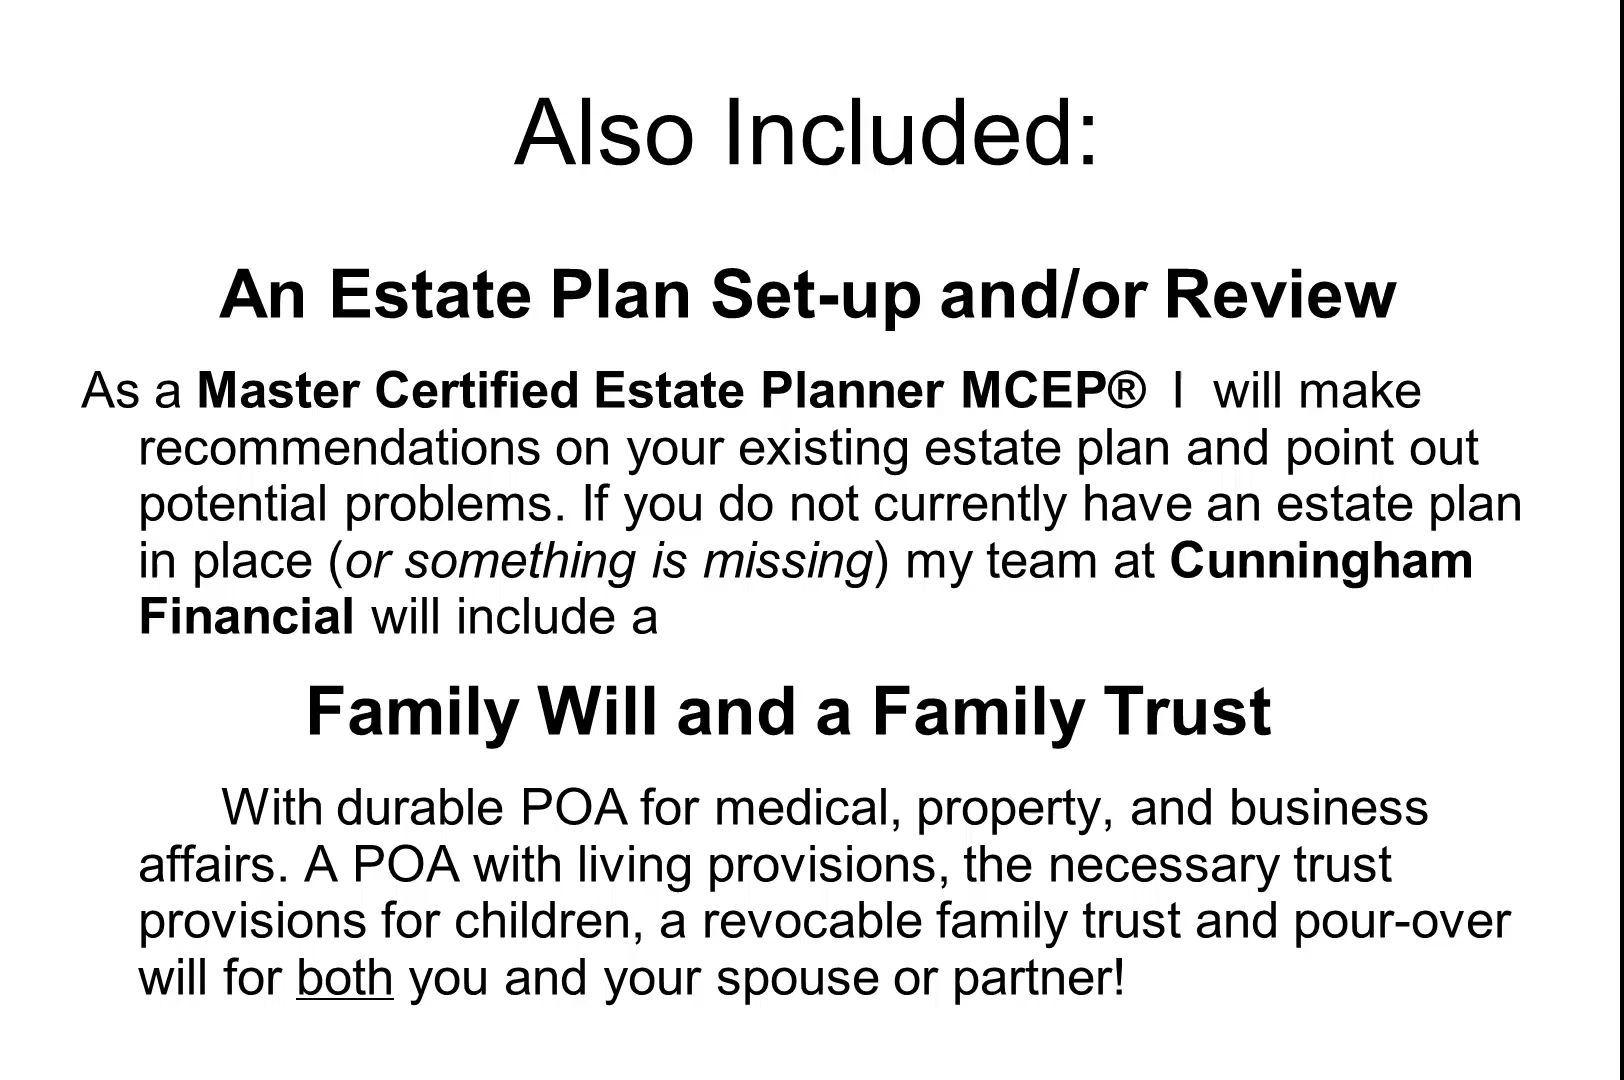 Also Included:
An Estate Plan Set-up and/or Review
As a Master Certified Estate Planner MCEP® I will make
recommendations on your existing estate plan and point out
potential problems. If you do not currently have an estate plan
in place (or something is missing) my team at Cunningham
Financial will include a
Family Will and a Family Trust
With durable POA for medical, property, and business
affairs. A POA with living provisions, the necessary trust
provisions for children, a revocable family trust and pour-over
will for both you and your spouse or partner!